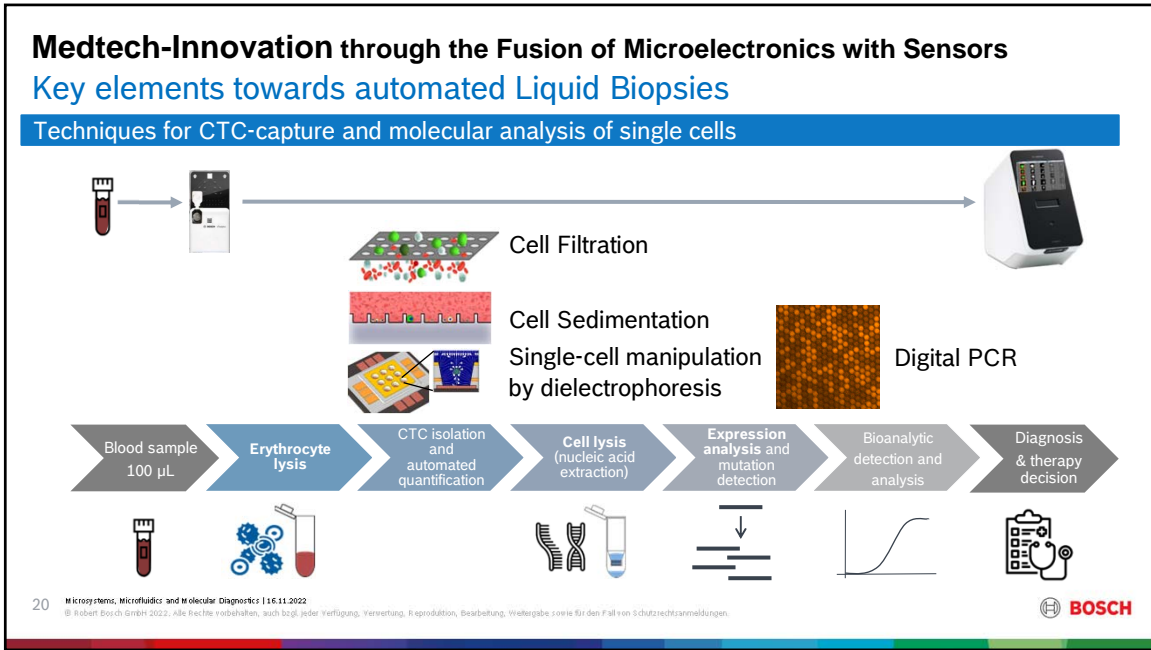 Medtech-Innovation through the Fusion of Microelectronics with Sensors
Key elements towards automated Liquid Biopsies
Techniques for CTC-capture and molecular analysis of single cells
Cell Filtration
Cell Sedimentation
Single-cell manipulation
by dielectrophoresis
Digital PCR
Blood sample
100 µL
Erythrocyte
lysis
CTC isolation
and
automated
quantification
Cell lysis
(nucleic acid
extraction)
Expression
analysis and
mutation
detection
Bioanalytic
detection and
analysis
Diagnosis
& therapy
decision
20
Microsystems, Microfluidics and Molecular Diagnostics | 16.11.2022
© Robert Bosch GmbH 2022. Alle Rechte vorbehalten, auch bzgl. jeder Verfügung, Verwertung, Reproduktion, Bearbeitung, Weitergabe sowie für den Fall von Schutzrechtsanmeldungen.
BOSCH